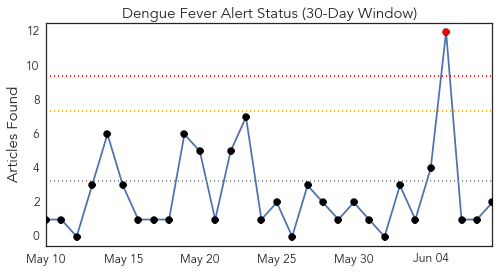 Dengue Fever Alert Status (30-Day Window)
Articles Found
12
10
8
6
4
2
0
May 10 May 15 May 20 May 25 May 30 Jun 04